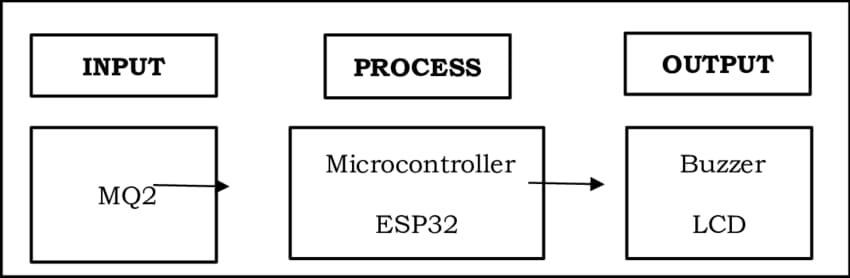 INPUT
PROCESS
OUTPUT
MQ2
Microcontroller
ESP32
Buzzer
LCD